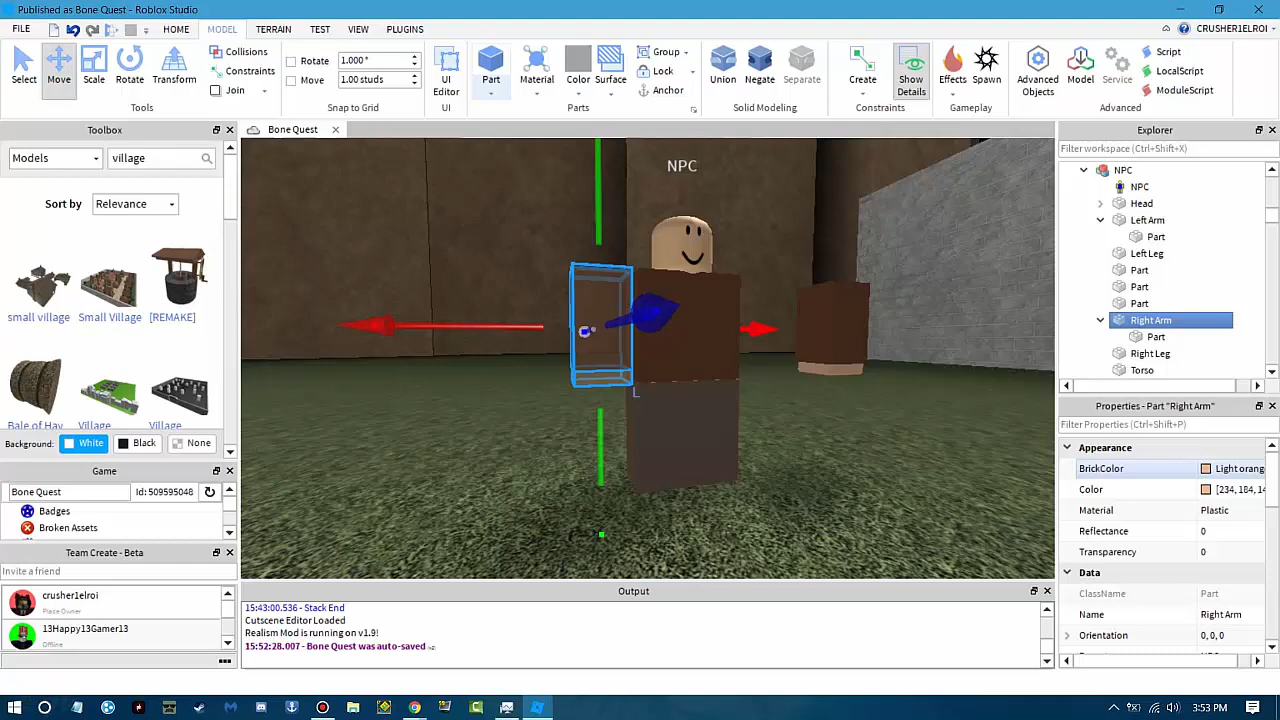 Published as Bone Quest - Roblox Studio
FILE HOME MODEL TERRAIN TEST VIEW PLUGINS CRUSHER1ELROI
Select Move Scale Rotate Transform
Collisions
Constraints
Join
Tools
Rotate 1.000 °
Move 1.00 studs
Snap to Grid
UI Editor
UI
Part Material Color Surface
Group
Lock
Anchor
Parts
Union Negate Separate
Solid Modeling
Create Show Details
Constraints
Effects Spawn
Gameplay
Advanced Objects Model Service
Script
LocalScript
ModuleScript
Advanced
Toolbox
Models village
Sort by Relevance
small village Small Village [REMAKE]
Bale of Hay Village Village
Background: White Black None
Game
Bone Quest Id: 509595048
Badges
Broken Assets
Team Create - Beta
Invite a friend
crusher1elroi
Place Owner
13Happy13Gamer13
Offline
Bone Quest
NPC
L
Output
15:43:00.536 - Stack End
Cutscene Editor Loaded
Realism Mod is running on v1.9!
15:52:28.007 - Bone Quest was auto-saved
Explorer
Filter workspace (Ctrl+Shift+X)
NPC
NPC
Head
Left Arm
Part
Left Leg
Part
Part
Part
Right Arm
Part
Right Leg
Torso
Properties - Part "Right Arm"
Filter Properties (Ctrl+Shift+P)
Appearance
BrickColor Light orang
Color [234, 184, 14
Material Plastic
Reflectance 0
Transparency 0
Data
ClassName Part
Name Right Arm
Orientation 0, 0, 0
3:53 PM